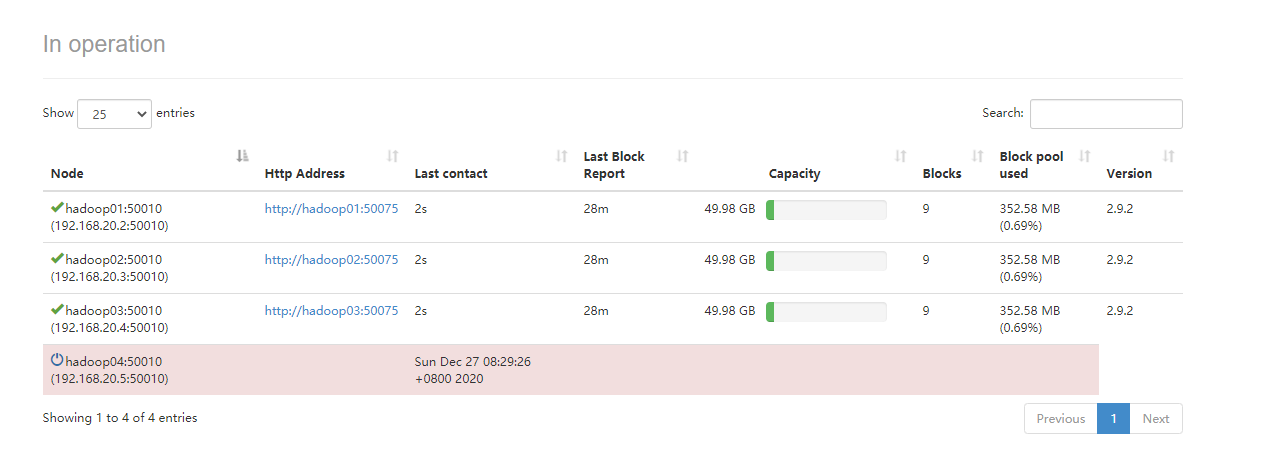 In operation
Show 25 entries Search:
Node Http Address Last contact Last Block Report Capacity Blocks Block pool used Version
hadoop01:50010 http://hadoop01:50075 2s 28m 49.98 GB 9 352.58 MB 2.9.2
(192.168.20.2:50010) (0.69%)
hadoop02:50010 http://hadoop02:50075 2s 28m 49.98 GB 9 352.58 MB 2.9.2
(192.168.20.3:50010) (0.69%)
hadoop03:50010 http://hadoop03:50075 2s 28m 49.98 GB 9 352.58 MB 2.9.2
(192.168.20.4:50010) (0.69%)
hadoop04:50010 Sun Dec 27 08:29:26
(192.168.20.5:50010) +0800 2020
Showing 1 to 4 of 4 entries Previous 1 Next